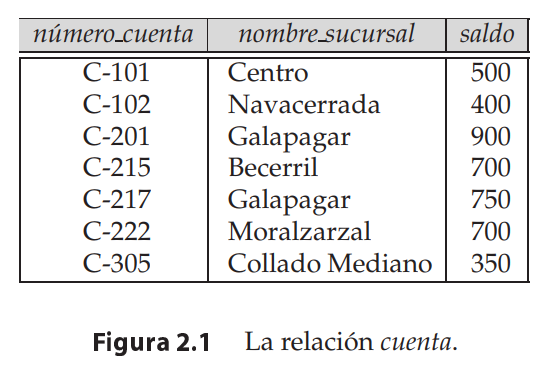 número_cuenta nombre_sucursal saldo
C-101 Centro 500
C-102 Navacerrada 400
C-201 Galapagar 900
C-215 Becerril 700
C-217 Galapagar 750
C-222 Moralzarzal 700
C-305 Collado Mediano 350
Figura 2.1 La relación cuenta.